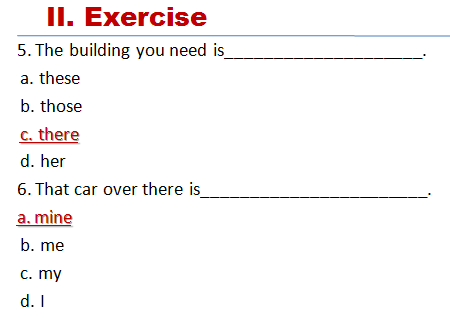 II. Exercise
5. The building you need is____________________.
a. these
b. those
c. there
d. her
6. That car over there is_______________________.
a. mine
b. me
c. my
d. I